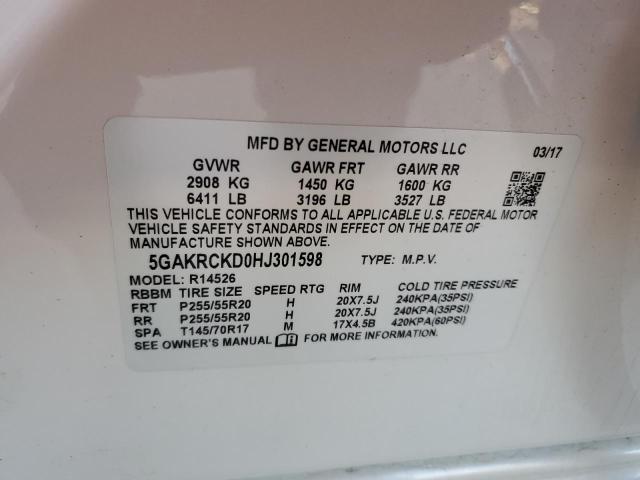 MFD BY GENERAL MOTORS LLC 03/17
GVWR GAWR FRT GAWR RR
2908 KG 1450 KG 1600 KG
6411 LB 3196 LB 3527 LB
THIS VEHICLE CONFORMS TO ALL APPLICABLE U.S. FEDERAL MOTOR
VEHICLE SAFETY STANDARDS IN EFFECT ON THE DATE OF
MANUFACTURE SHOWN ABOVE.
5GAKRCKD0HJ301598 TYPE: M.P.V.
MODEL: R14526
RBBM TIRE SIZE SPEED RTG RIM COLD TIRE PRESSURE
FRT P255/55R20 H 20X7.5J 240KPA(35PSI)
RR P255/55R20 H 20X7.5J 240KPA(35PSI)
SPA T145/70R17 M 17X4.5B 420KPA(60PSI)
SEE OWNER'S MANUAL FOR MORE INFORMATION.